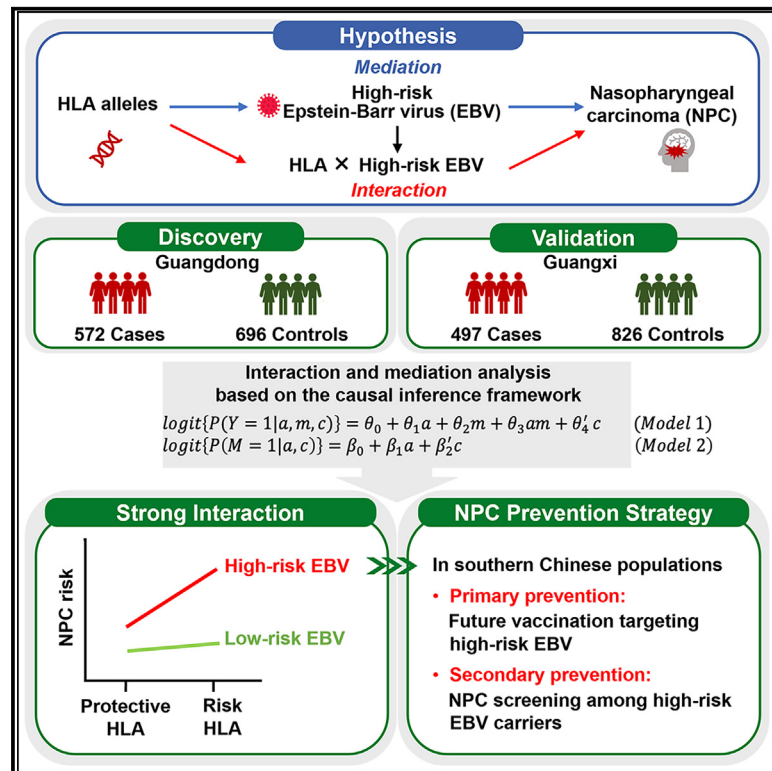 Hypothesis
Mediation
HLA alleles
High-risk
Epstein-Barr virus (EBV)
Nasopharyngeal
carcinoma (NPC)
HLA × High-risk EBV
Interaction
Discovery
Guangdong
572 Cases
696 Controls
Validation
Guangxi
497 Cases
826 Controls
Interaction and mediation analysis
based on the causal inference framework
logit{P(Y = 1|a, m, c)} = θ₀ + θ₁a + θ₂m + θ₃am + θ₄′ c (Model 1)
logit{P(M = 1|a, c)} = β₀ + β₁a + β₂′c (Model 2)
Strong Interaction
NPC risk
High-risk EBV
Low-risk EBV
Protective
HLA
Risk
HLA
NPC Prevention Strategy
In southern Chinese populations
• Primary prevention:
Future vaccination targeting
high-risk EBV
• Secondary prevention:
NPC screening among high-risk
EBV carriers